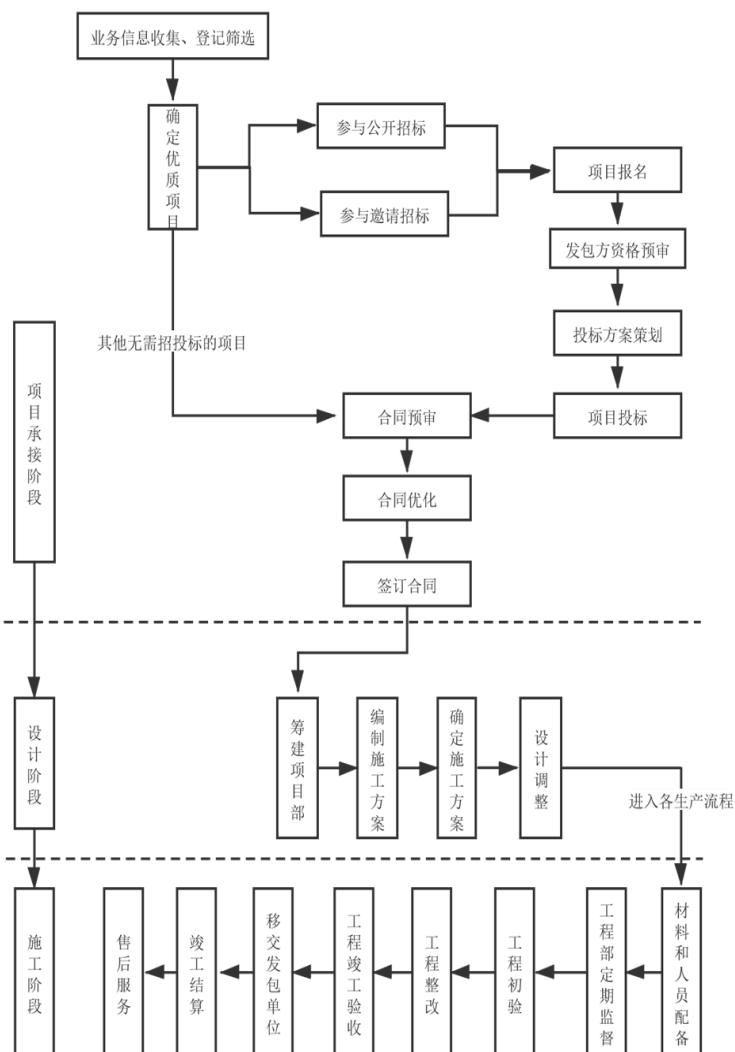 业务信息收集、登记筛选
确定优质项目
参与公开招标
参与邀请招标
项目报名
发包方资格预审
投标方案策划
项目投标
其他无需招投标的项目
合同预审
合同优化
签订合同
项目承接阶段
设计阶段
筹建项目部
编制施工方案
确定施工方案
设计调整
进入各生产流程
施工阶段
售后服务
竣工结算
移交发包单位
工程竣工验收
工程整改
工程初验
工程部定期监督
材料和人员配备